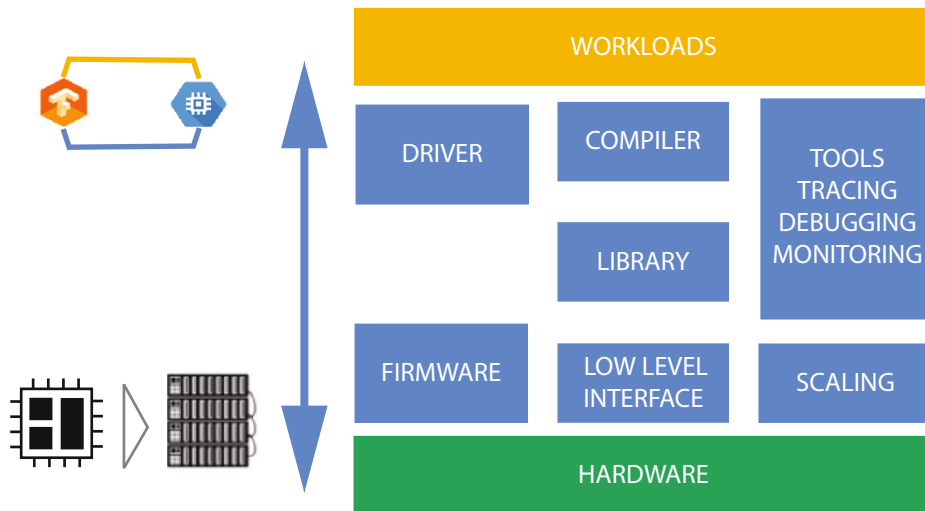 WORKLOADS
DRIVER
COMPILER
LIBRARY
TOOLS
TRACING
DEBUGGING
MONITORING
FIRMWARE
LOW LEVEL
INTERFACE
SCALING
HARDWARE